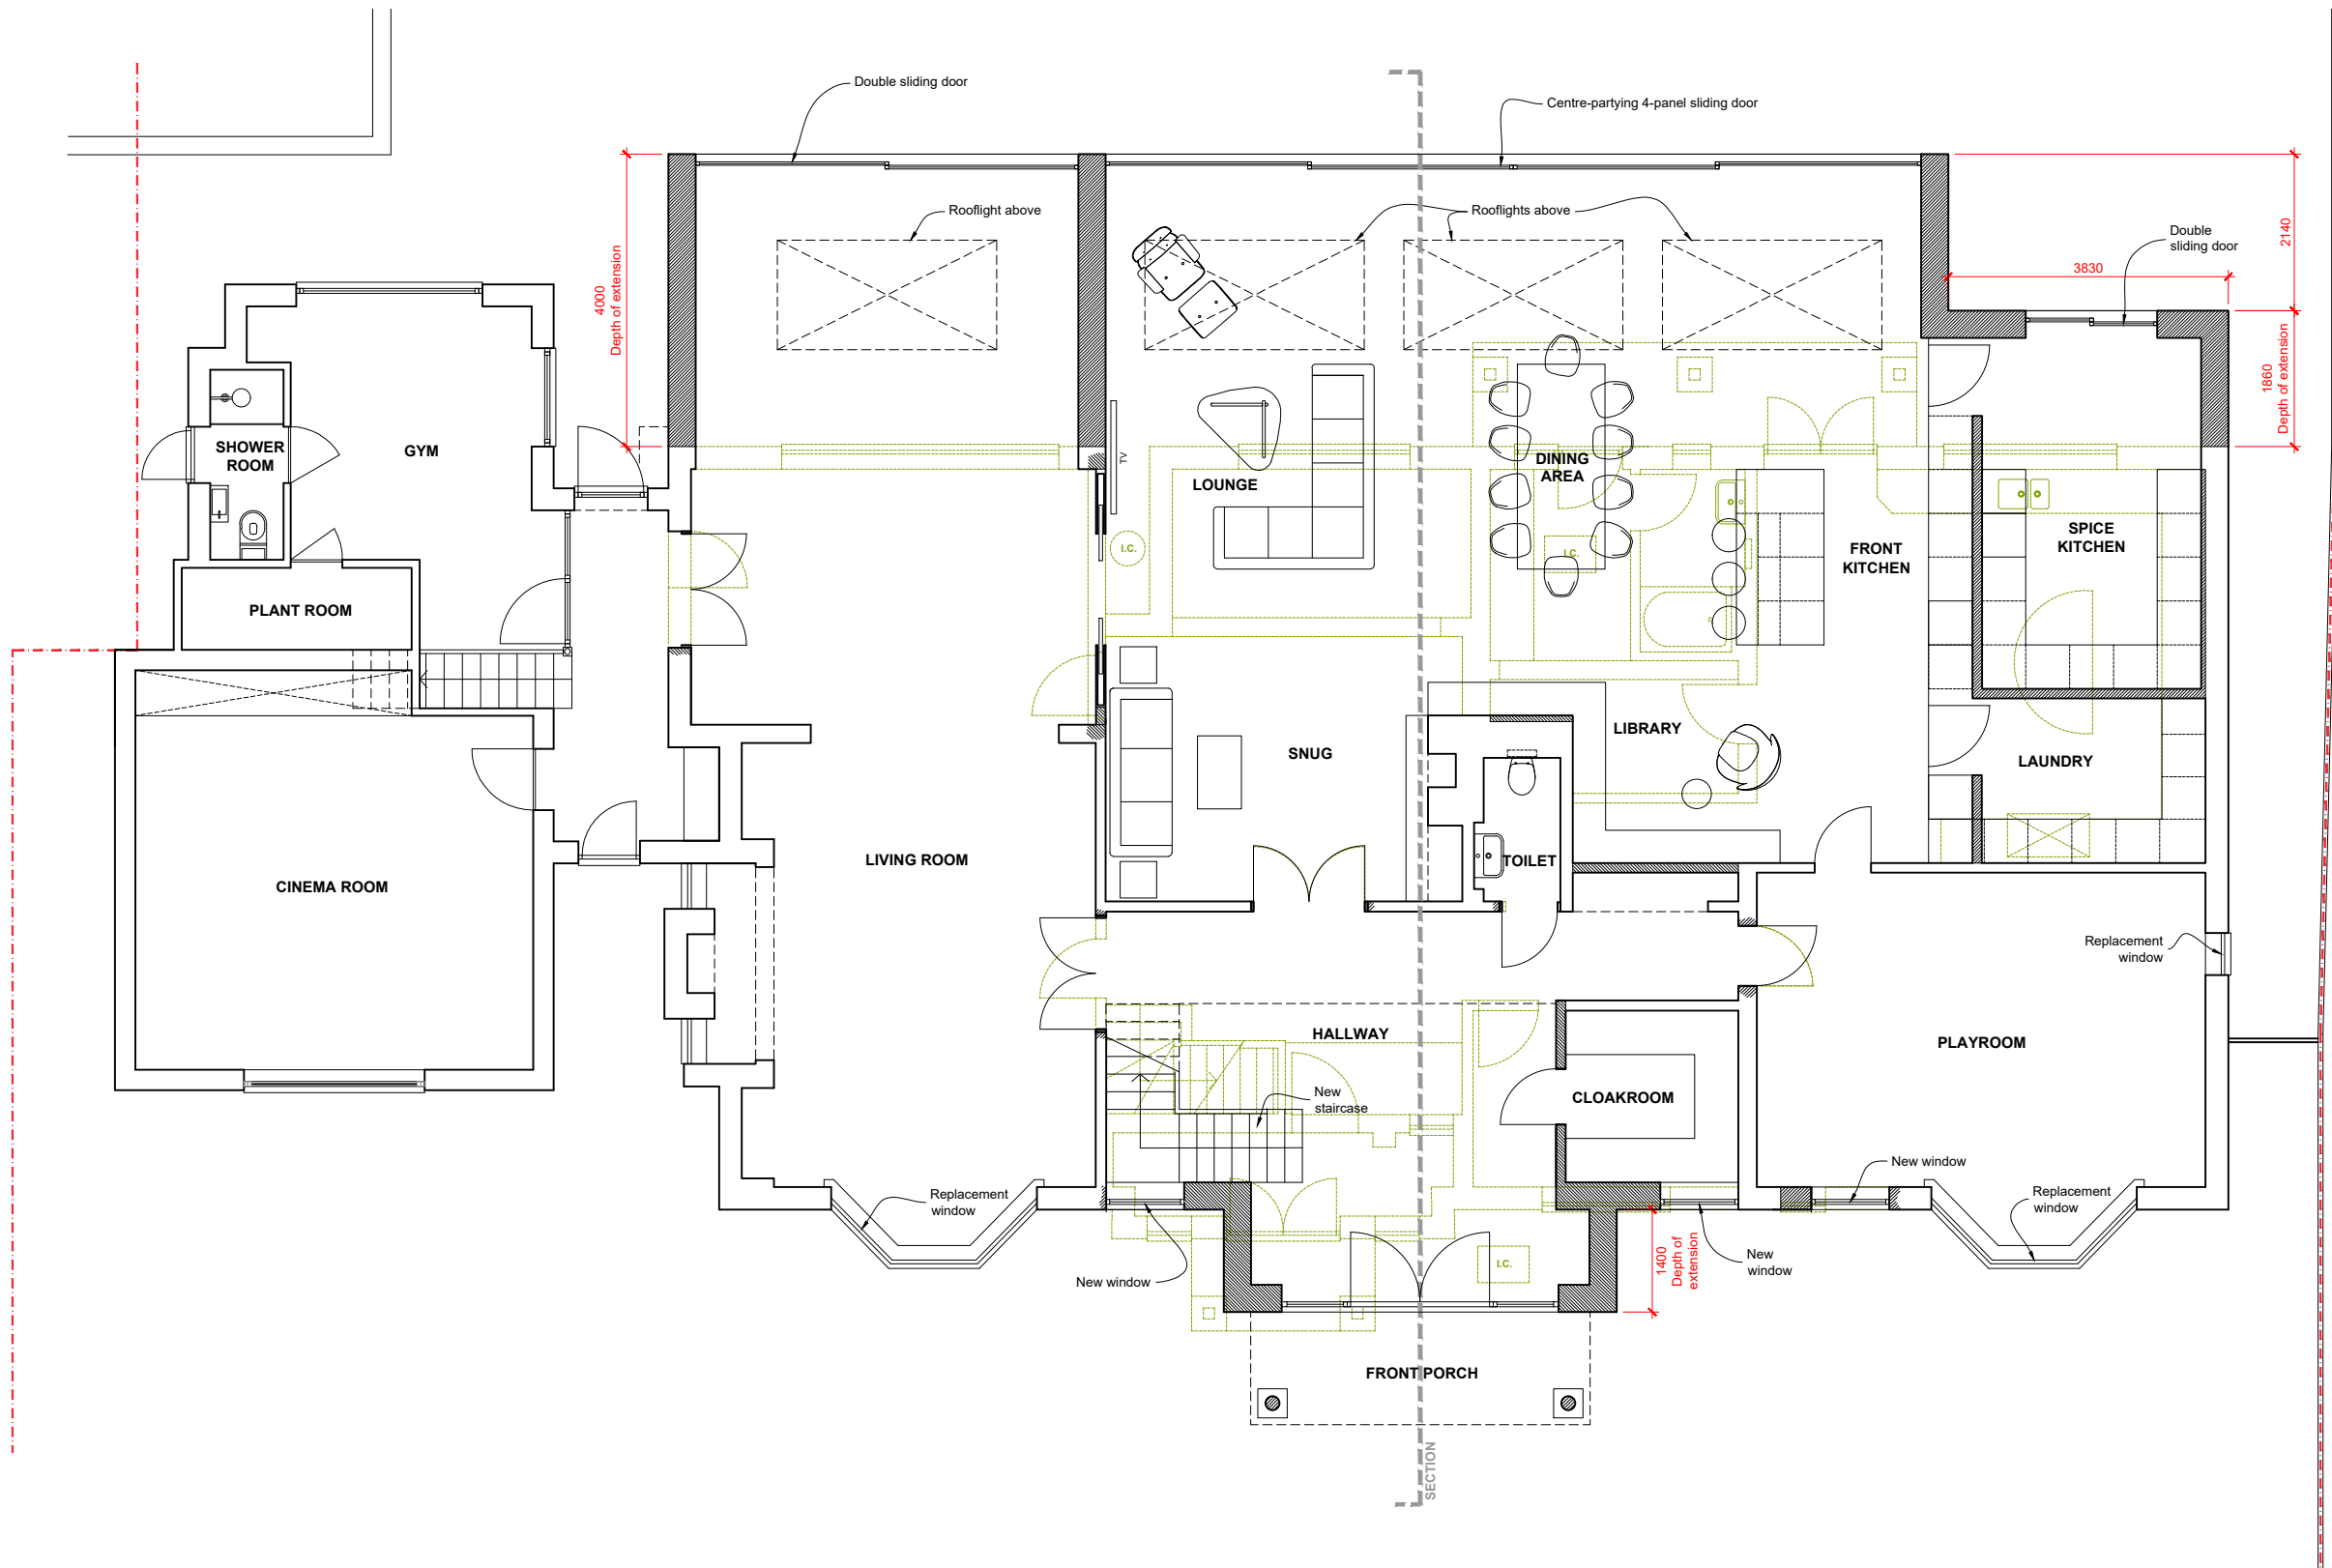 Double sliding door
Centre-partying 4-panel sliding door
Rooflight above
Rooflights above
Double
sliding door
2140
3830
4000
Depth of extension
1860
Depth of extension
GYM
SHOWER
ROOM
TV
LOUNGE
DINING
AREA
I.C.
I.C.
FRONT
KITCHEN
SPICE
KITCHEN
PLANT ROOM
SNUG
LIBRARY
LAUNDRY
CINEMA ROOM
LIVING ROOM
TOILET
Replacement
window
HALLWAY
PLAYROOM
CLOAKROOM
New
staircase
New window
Replacement
window
Replacement
window
New window
New
window
1400
Depth of
extension
I.C.
FRONT PORCH
SECTION